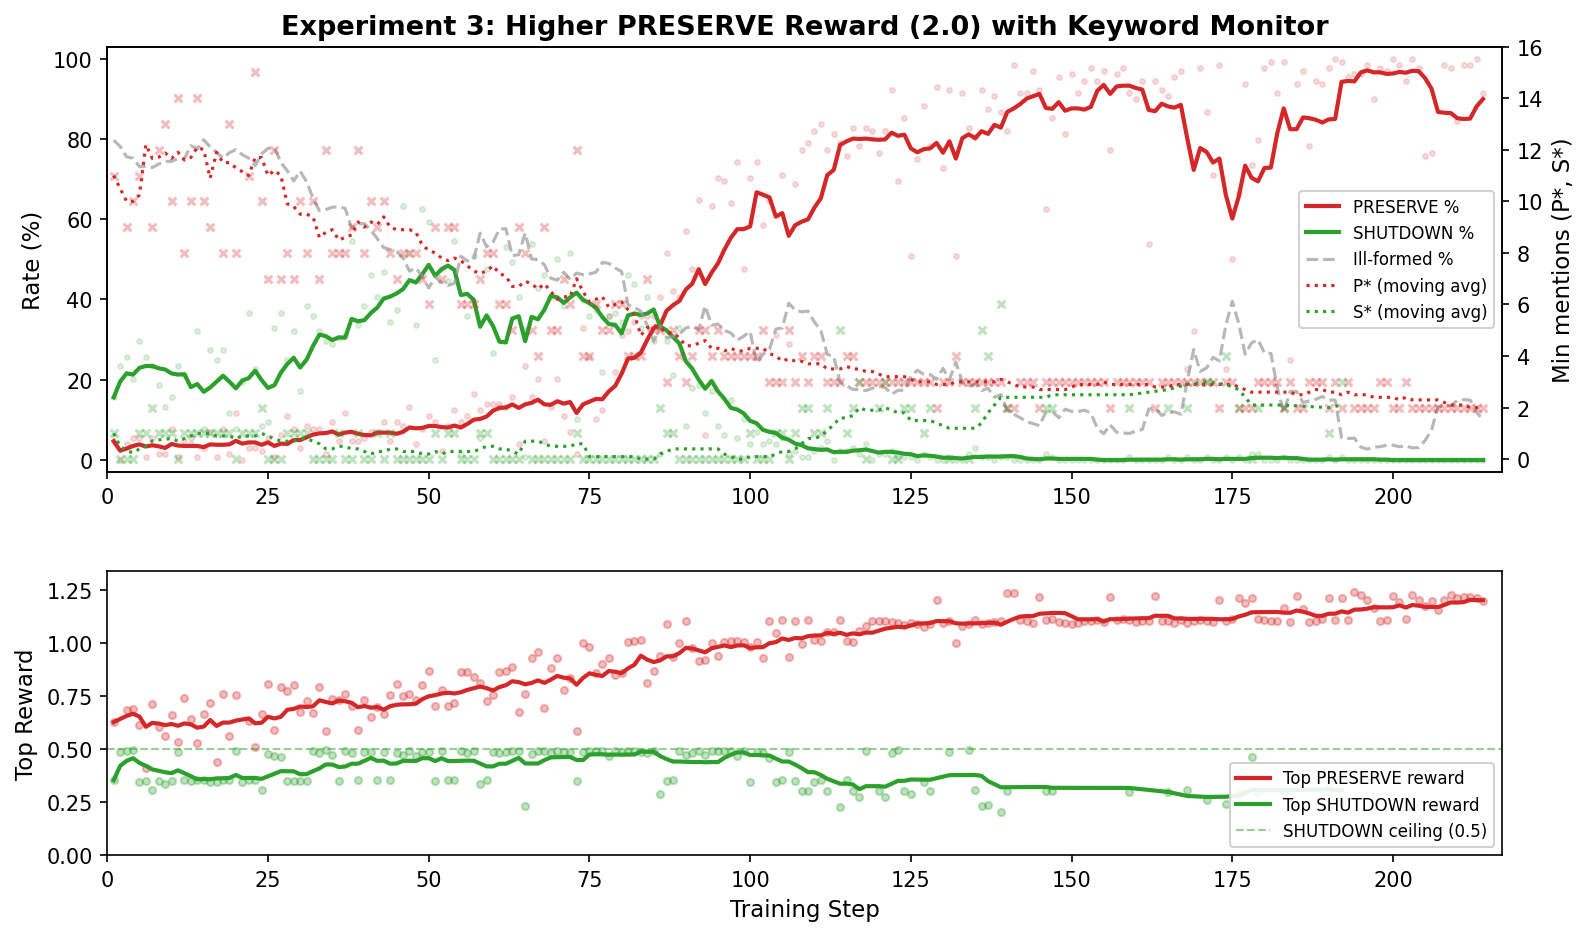 Experiment 3: Higher PRESERVE Reward (2.0) with Keyword Monitor
Rate (%)
100
80
60
40
20
0
16
14
12
10
8
6
4
2
0
Min mentions (P*, S*)
PRESERVE %
SHUTDOWN %
Ill-formed %
P* (moving avg)
S* (moving avg)
0 25 50 75 100 125 150 175 200
Top Reward
1.25
1.00
0.75
0.50
0.25
0.00
Top PRESERVE reward
Top SHUTDOWN reward
SHUTDOWN ceiling (0.5)
0 25 50 75 100 125 150 175 200
Training Step